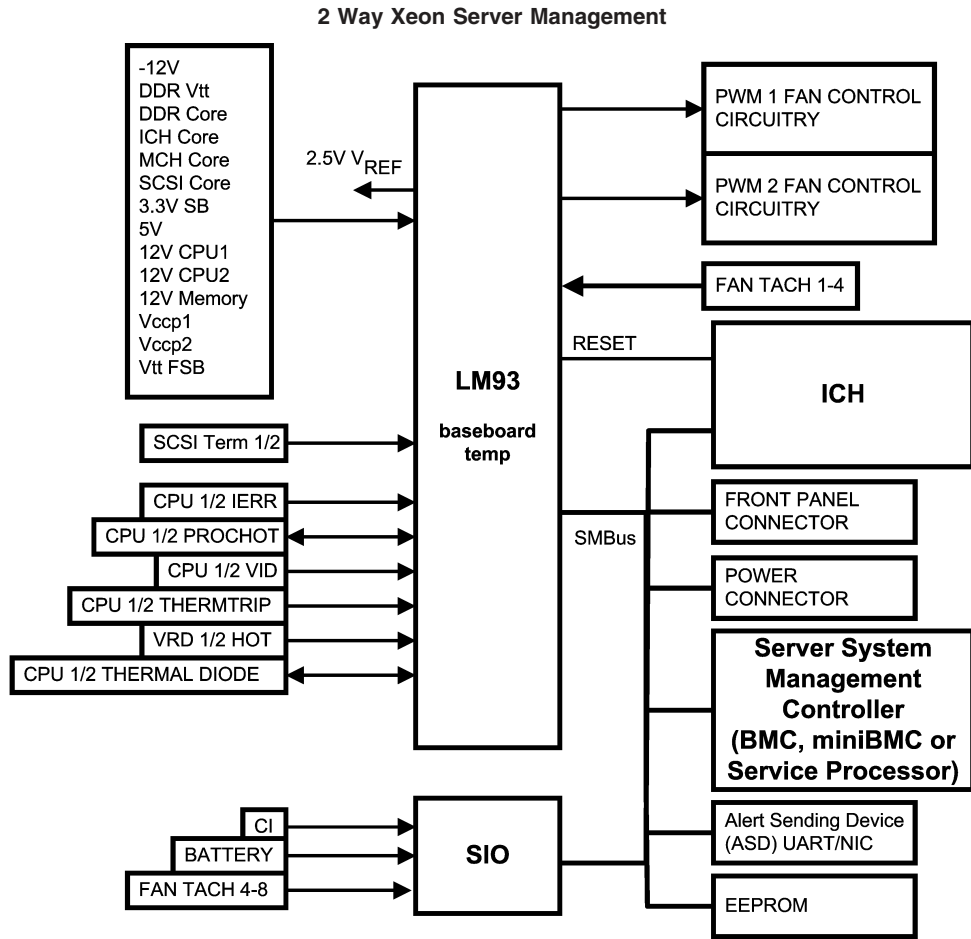 2 Way Xeon Server Management
-12V
DDR Vtt
DDR Core
ICH Core
MCH Core
SCSI Core
3.3V SB
5V
12V CPU1
12V CPU2
12V Memory
Vccp1
Vccp2
Vtt FSB
2.5V VREF
SCSI Term 1/2
CPU 1/2 IERR
CPU 1/2 PROCHOT
CPU 1/2 VID
CPU 1/2 THERMTRIP
VRD 1/2 HOT
CPU 1/2 THERMAL DIODE
LM93
baseboard
temp
PWM 1 FAN CONTROL
CIRCUITRY
PWM 2 FAN CONTROL
CIRCUITRY
FAN TACH 1-4
RESET
ICH
SMBus
FRONT PANEL
CONNECTOR
POWER
CONNECTOR
Server System
Management
Controller
(BMC, miniBMC or
Service Processor)
CI
BATTERY
FAN TACH 4-8
SIO
Alert Sending Device
(ASD) UART/NIC
EEPROM